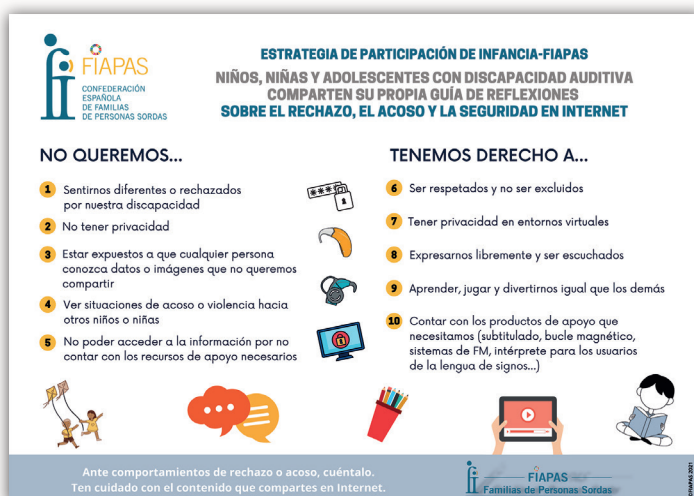 FIAPAS
CONFEDERACIÓN
ESPAÑOLA
DE FAMILIAS
DE PERSONAS SORDAS
ESTRATEGIA DE PARTICIPACIÓN DE INFANCIA-FIAPAS
NIÑOS, NIÑAS Y ADOLESCENTES CON DISCAPACIDAD AUDITIVA
COMPARTEN SU PROPIA GUÍA DE REFLEXIONES
SOBRE EL RECHAZO, EL ACOSO Y LA SEGURIDAD EN INTERNET
NO QUEREMOS...
1 Sentirnos diferentes o rechazados
por nuestra discapacidad
2 No tener privacidad
3 Estar expuestos a que cualquier persona
conozca datos o imágenes que no queremos
compartir
4 Ver situaciones de acoso o violencia hacia
otros niños o niñas
5 No poder acceder a la información por no
contar con los recursos de apoyo necesarios
TENEMOS DERECHO A...
6 Ser respetados y no ser excluidos
7 Tener privacidad en entornos virtuales
8 Expresarnos libremente y ser escuchados
9 Aprender, jugar y divertirnos igual que los demás
10 Contar con los productos de apoyo que
necesitamos (subtitulado, bucle magnético,
sistemas de FM, intérprete para los usuarios
de la lengua de signos...)
Ante comportamientos de rechazo o acoso, cuéntalo.
Ten cuidado con el contenido que compartes en Internet.
FIAPAS
Familias de Personas Sordas